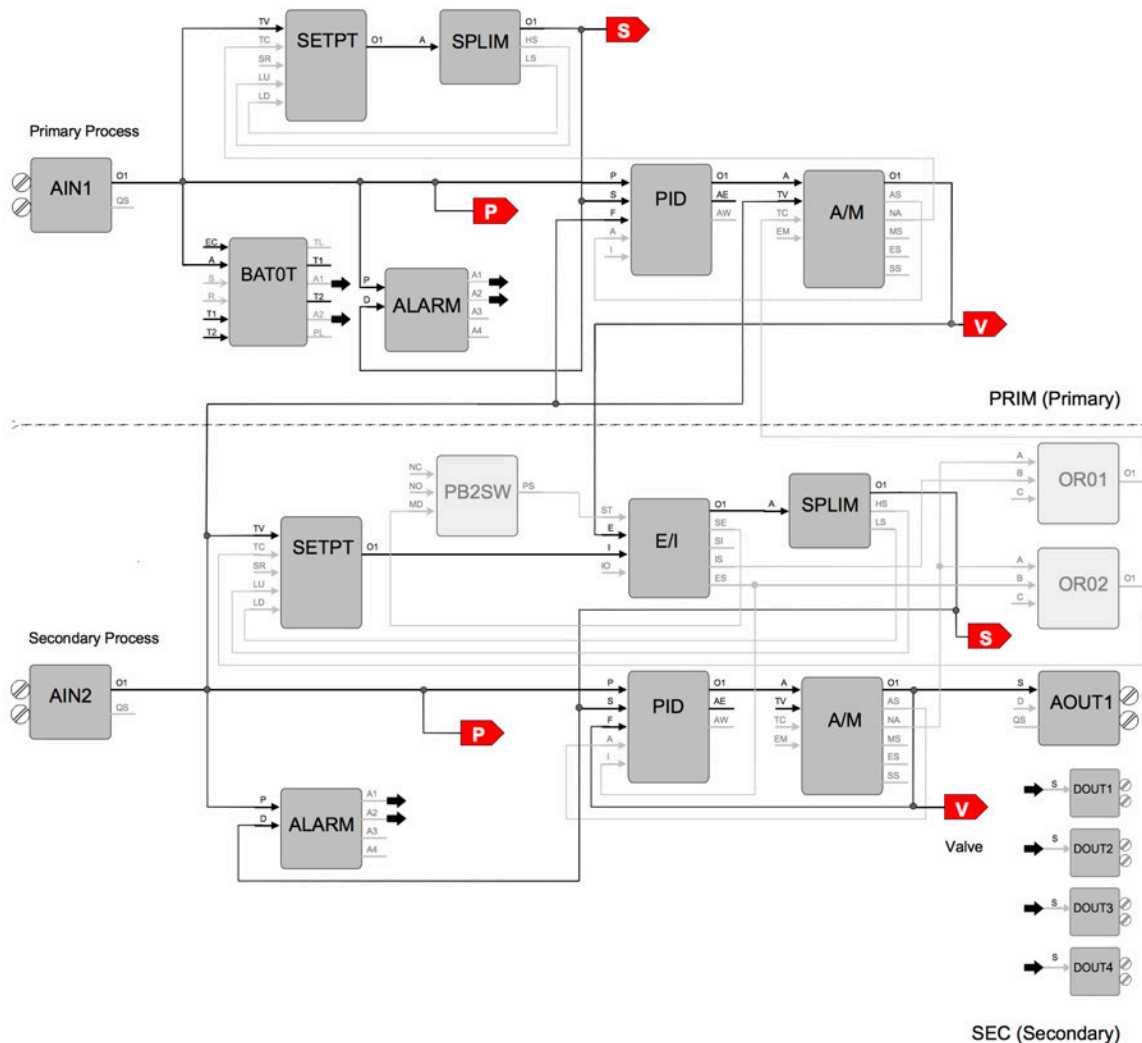 TV
TC
SR
LU
LD
SETPT
O1
A
SPLIM
O1
HS
LS
S
Primary Process
AIN1
O1
QS
P
EC
A
S
R
T1
T2
BAT0T
TL
T1
A1
T2
A2
PL
P
D
ALARM
A1
A2
A3
A4
P
S
F
A
I
PID
O1
AE
AW
A
TV
TC
EM
A/M
O1
AS
NA
MS
ES
SS
V
PRIM (Primary)
NC
NO
MD
PB2SW
PS
TV
TC
SR
LU
LD
SETPT
O1
ST
E
I
IO
E/I
O1
SE
SI
IS
ES
A
SPLIM
O1
HS
LS
A
B
C
OR01
O1
A
B
C
OR02
O1
S
Secondary Process
AIN2
O1
QS
P
P
S
F
A
I
PID
O1
AE
AW
A
TV
TC
EM
A/M
O1
AS
NA
MS
ES
SS
S
D
QS
AOUT1
P
D
ALARM
A1
A2
A3
A4
V
Valve
S
DOUT1
S
DOUT2
S
DOUT3
S
DOUT4
SEC (Secondary)